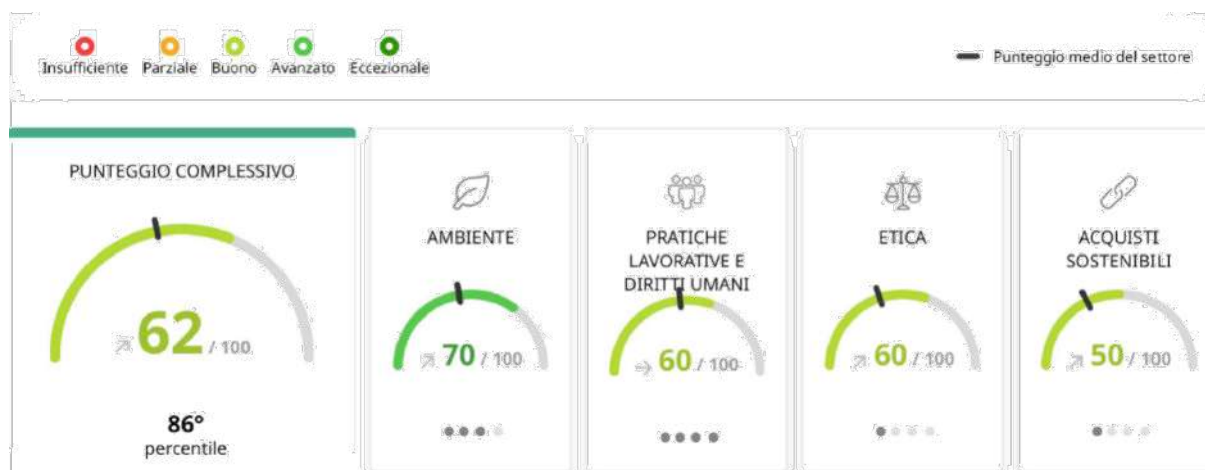 Insufficiente Parziale Buono Avanzato Eccezionale
Punteggio medio del settore
PUNTEGGIO COMPLESSIVO
62 / 100
86°
percentile
AMBIENTE
70 / 100
PRATICHE
LAVORATIVE E
DIRITTI UMANI
60 / 100
ETICA
60 / 100
ACQUISTI
SOSTENIBILI
50 / 100